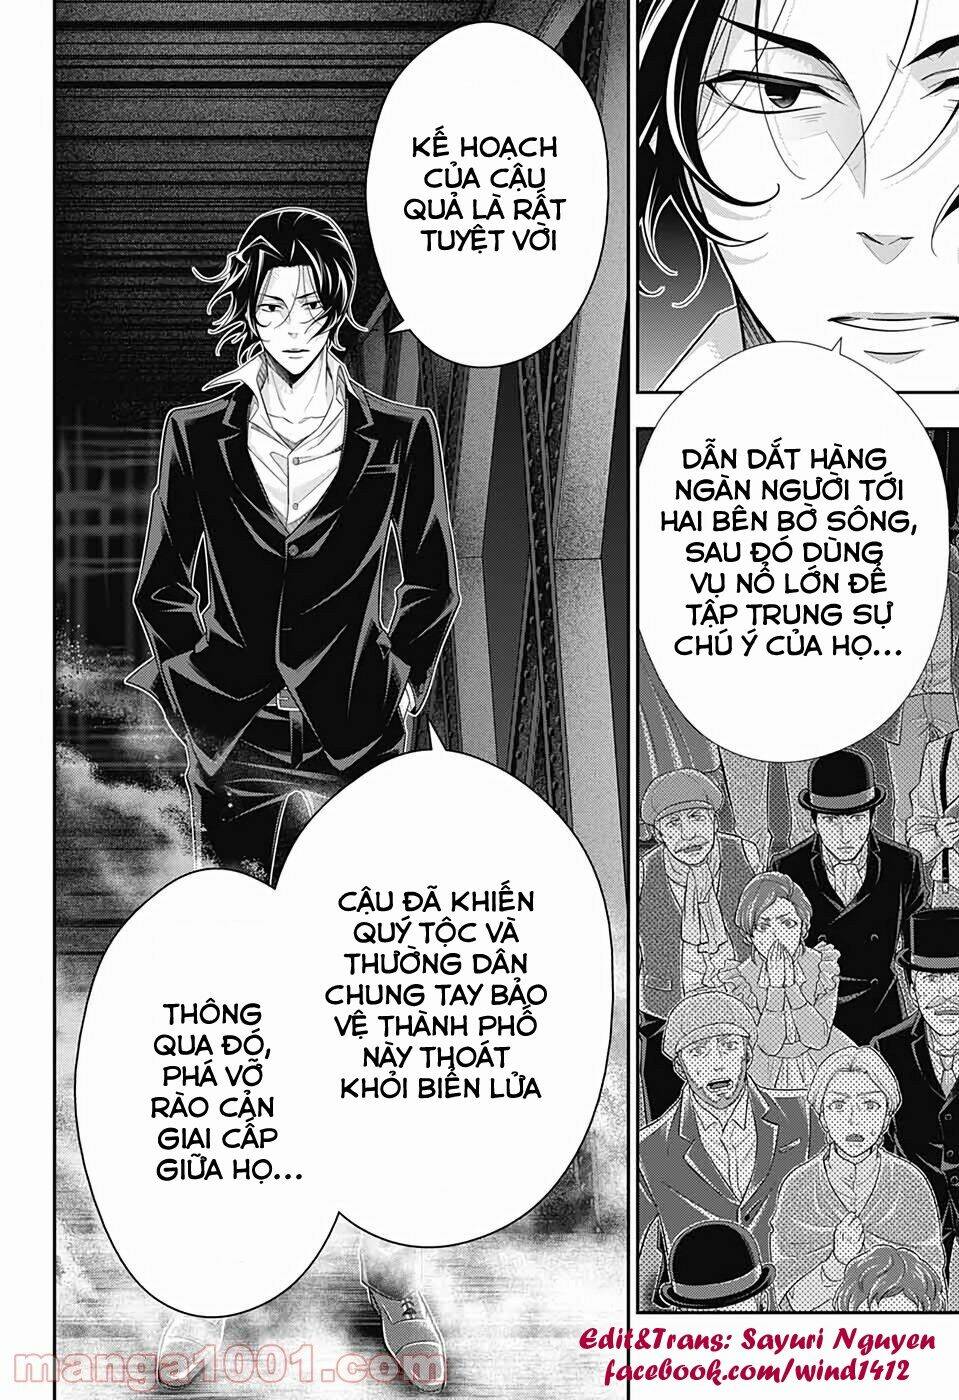 DẪN DẮT HÀNG
NGÀN NGƯỜI TỚI
HAI BÊN BỜ SÔNG,
SAU ĐÓ DÙNG
VỤ NỔ LỚN ĐỂ
TẬP TRUNG SỰ
CHÚ Ý CỦA HỌ...
KẾ HOẠCH
CỦA CẬU
QUẢ LÀ RẤT
TUYỆT VỜI
CẬU ĐÃ KHIẾN
QUÝ TỘC VÀ
THƯỜNG DÂN
CHUNG TAY BẢO
VỆ THÀNH PHỐ
NÀY THOÁT
KHỎI BIỂN LỬA
THÔNG
QUA ĐÓ,
PHÁ VỠ
RÀO CẢN
GIAI CẤP
GIỮA HỌ...
Edit&Trans: Sayuri Nguyen
facebook.com/wind1412
manga1001.com